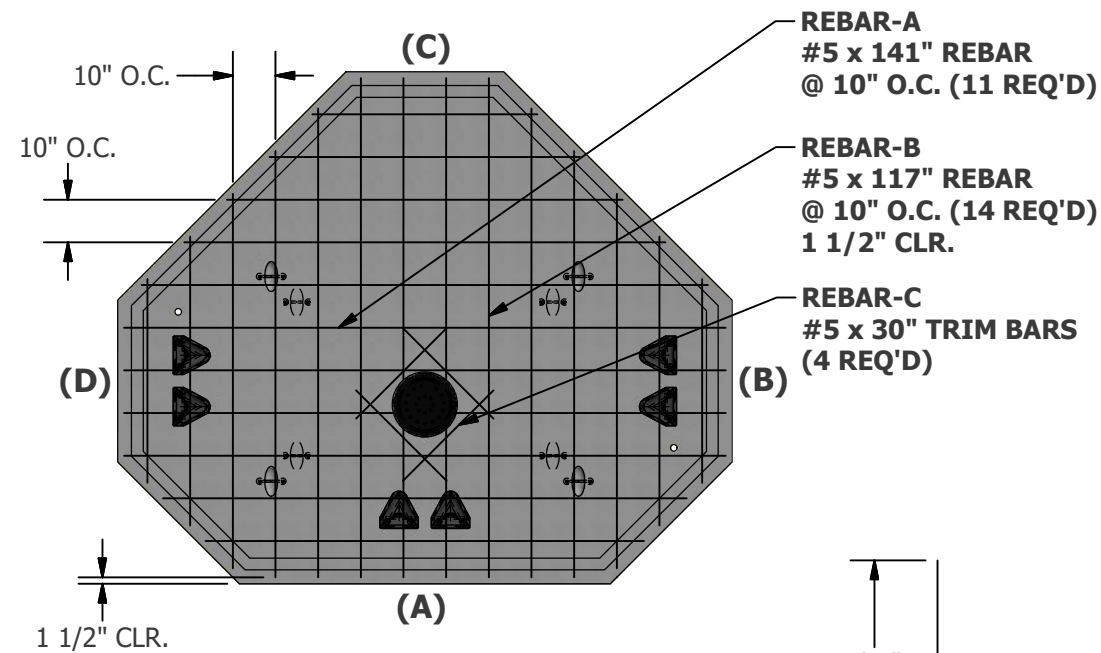 (C)
10" O.C.
10" O.C.
REBAR-A
#5 x 141" REBAR
@ 10" O.C. (11 REQ'D)
REBAR-B
#5 x 117" REBAR
@ 10" O.C. (14 REQ'D)
1 1/2" CLR.
REBAR-C
#5 x 30" TRIM BARS
(4 REQ'D)
(D)
(B)
(A)
1 1/2" CLR.